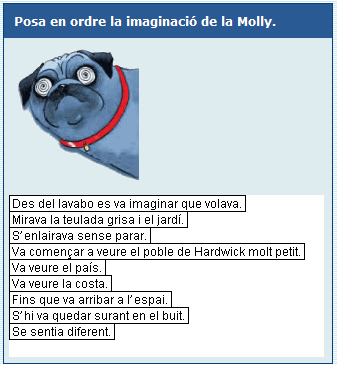 Posa en ordre la imaginació de la Molly.
Des del lavabo es va imaginar que volava.
Mirava la teulada grisa i el jardí.
S'enlairava sense parar.
Va començar a veure el poble de Hardwick molt petit.
Va veure el país.
Va veure la costa.
Fins que va arribar a l'espai.
S'hi va quedar surant en el buit.
Se sentia diferent.